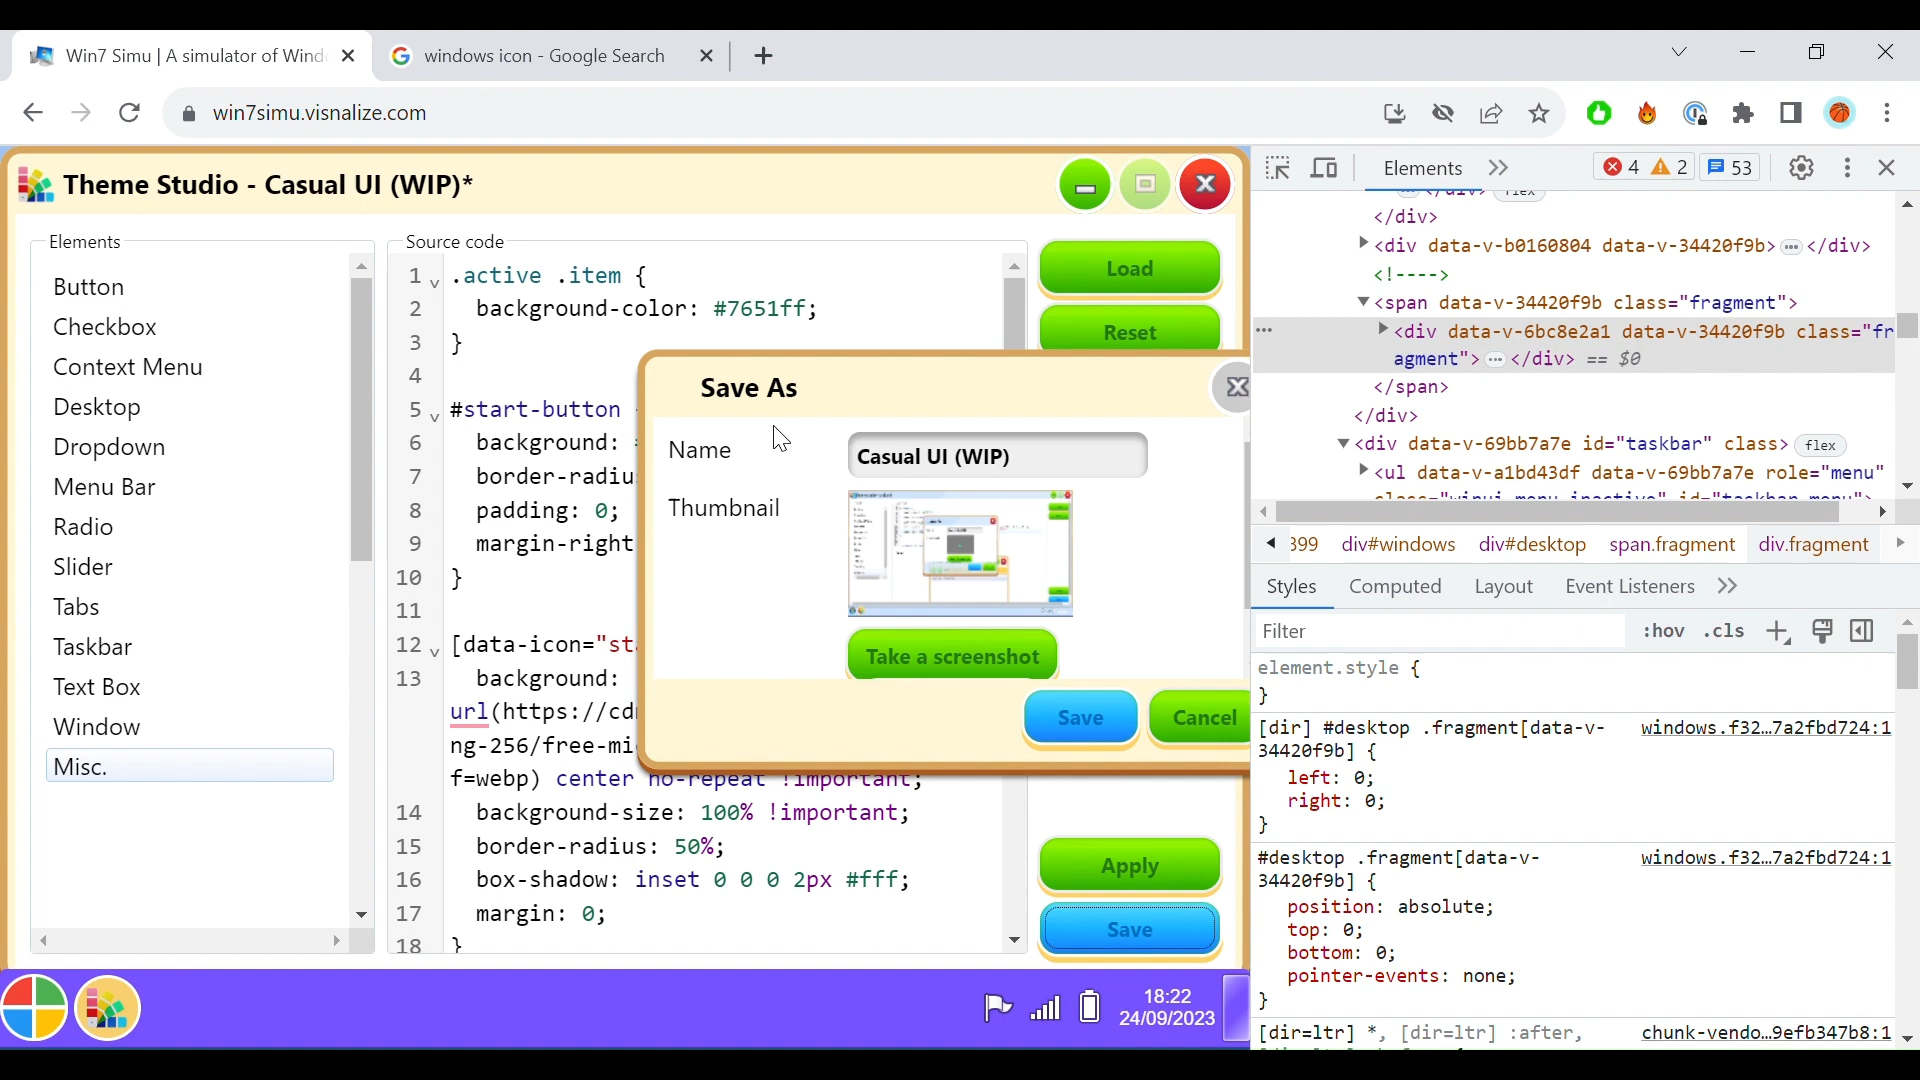 Win7 Simu | A simulator of Wind
windows icon - Google Search
win7simu.visnalize.com
Theme Studio - Casual UI (WIP)*
Elements
Button
Checkbox
Context Menu
Desktop
Dropdown
Menu Bar
Radio
Slider
Tabs
Taskbar
Text Box
Window
Misc.
Source code
1 .active .item {
2 background-color: #7651ff;
3 }
4
5 #start-button
6 background:
7 border-radiu
8 padding: 0;
9 margin-right
10 }
11
12 [data-icon="st
13 background:
url(https://cd
ng-256/free-mi
f=webp) center no-repeat !important;
14 background-size: 100% !important;
15 border-radius: 50%;
16 box-shadow: inset 0 0 0 2px #fff;
17 margin: 0;
18 }
Load
Reset
Apply
Save
Save As
Name
Casual UI (WIP)
Thumbnail
Take a screenshot
Save
Cancel
18:22
24/09/2023
Elements
4
2
53
flex
</div>
<div data-v-b0160804 data-v-34420f9b> </div>
<!---->
<span data-v-34420f9b class="fragment">
<div data-v-6bc8e2a1 data-v-34420f9b class="fr
agment"> </div> == $0
</span>
</div>
<div data-v-69bb7a7e id="taskbar" class> flex
<ul data-v-a1bd43df data-v-69bb7a7e role="menu"
class="winui-menu inactive" id="taskbar-menu">
399 div#windows div#desktop span.fragment div.fragment
Styles Computed Layout Event Listeners
Filter
:hov .cls
element.style {
}
[dir] #desktop .fragment[data-v- windows.f32…7a2fbd724:1
34420f9b] {
left: 0;
right: 0;
}
#desktop .fragment[data-v- windows.f32…7a2fbd724:1
34420f9b] {
position: absolute;
top: 0;
bottom: 0;
pointer-events: none;
}
[dir=ltr] *, [dir=ltr] :after, chunk-vendo…9efb347b8:1